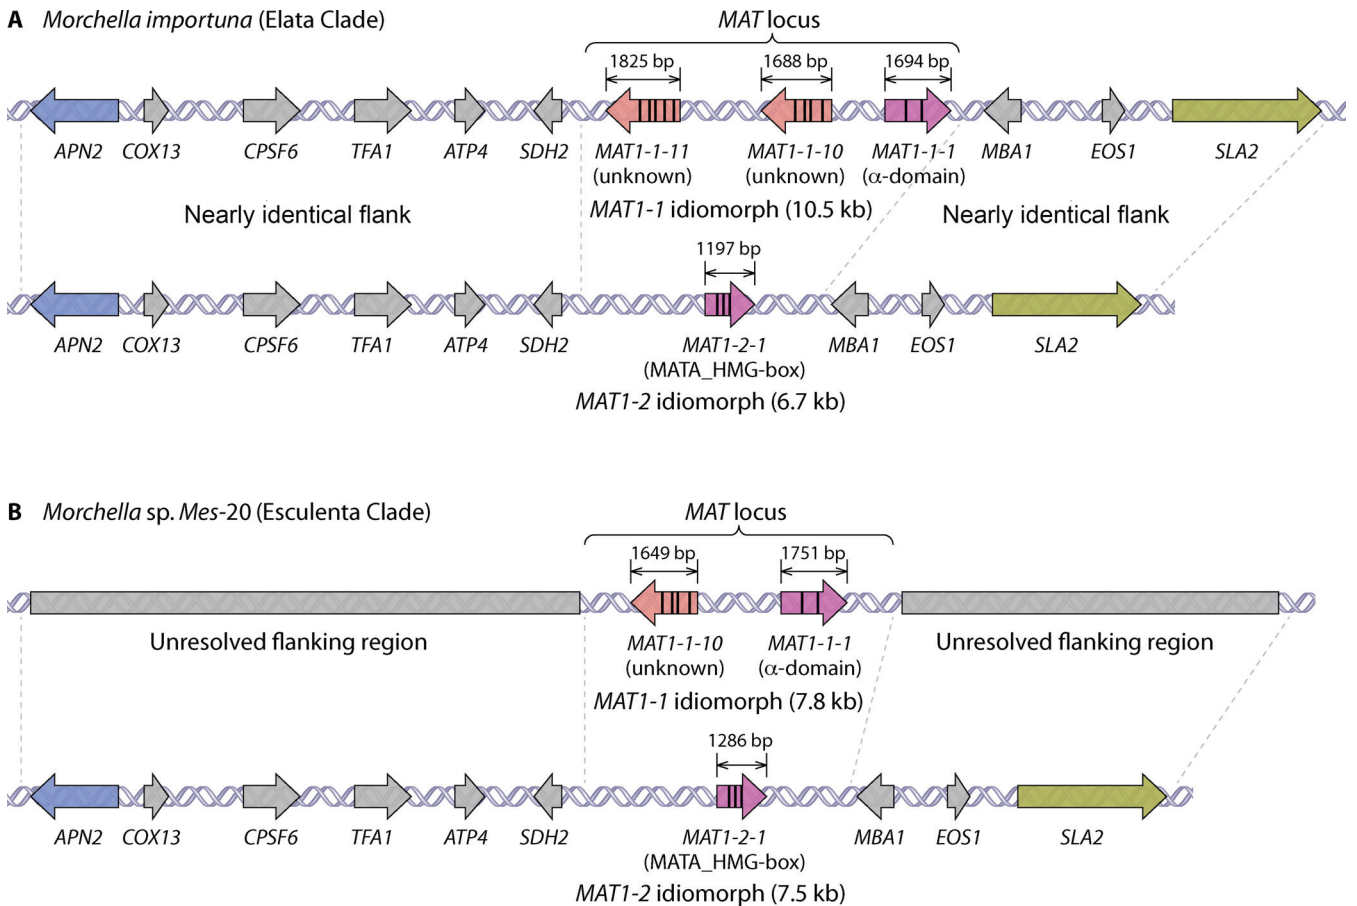 A Morchella importuna (Elata Clade)
MAT locus
1825 bp 1688 bp 1694 bp
APN2 COX13 CPSF6 TFA1 ATP4 SDH2 MAT1-1-11 MAT1-1-10 MAT1-1-1 MBA1 EOS1 SLA2
(unknown) (unknown) (α-domain)
Nearly identical flank MAT1-1 idiomorph (10.5 kb) Nearly identical flank
1197 bp
APN2 COX13 CPSF6 TFA1 ATP4 SDH2 MAT1-2-1 MBA1 EOS1 SLA2
(MATA_HMG-box)
MAT1-2 idiomorph (6.7 kb)
B Morchella sp. Mes-20 (Esculenta Clade)
MAT locus
1649 bp 1751 bp
Unresolved flanking region MAT1-1-10 MAT1-1-1 Unresolved flanking region
(unknown) (α-domain)
MAT1-1 idiomorph (7.8 kb)
1286 bp
APN2 COX13 CPSF6 TFA1 ATP4 SDH2 MAT1-2-1 MBA1 EOS1 SLA2
(MATA_HMG-box)
MAT1-2 idiomorph (7.5 kb)